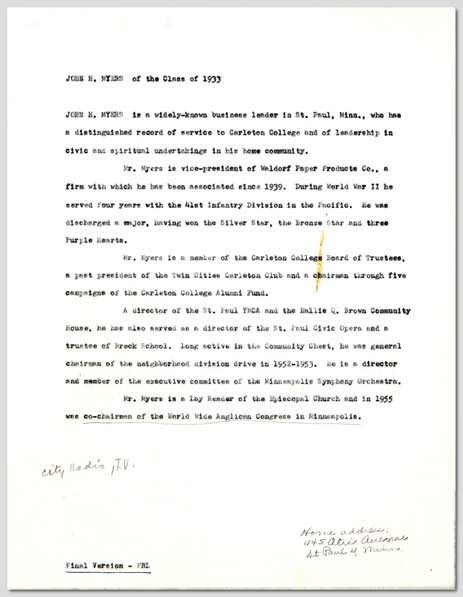 JOHN H. MYERS of the Class of 1933
JOHN H. MYERS is a widely-known business leader in St. Paul, Minn., who has
a distinguished record of service to Carleton College and of leadership in
civic and spiritual undertakings in his home community.
Mr. Myers is vice-president of Waldorf Paper Products Co., a
firm with which he has been associated since 1939. During World War II he
served four years with the 41st Infantry Division in the Pacific. He was
discharged a major, having won the Silver Star, the Bronze Star and three
Purple Hearts.
Mr. Myers is a member of the Carleton College Board of Trustees,
a past president of the Twin Cities Carleton Club and a chairman through five
campaigns of the Carleton College Alumni Fund.
A director of the St. Paul YMCA and the Hallie Q. Brown Community
House, he has also served as a director of the St. Paul Civic Opera and a
trustee of Breck School. Long active in the Community Chest, he was general
chairman of the neighborhood division drive in 1952-1953. He is a director
and member of the executive committee of the Minneapolis Symphony Orchestra.
Mr. Myers is a Lay Reader of the Episcopal Church and in 1955
was co-chairman of the World Wide Anglican Congress in Minneapolis.
city radio, T.V.
Home address:
445 Otis Avenue
St Paul 4, Minn.
Final Version - FBL